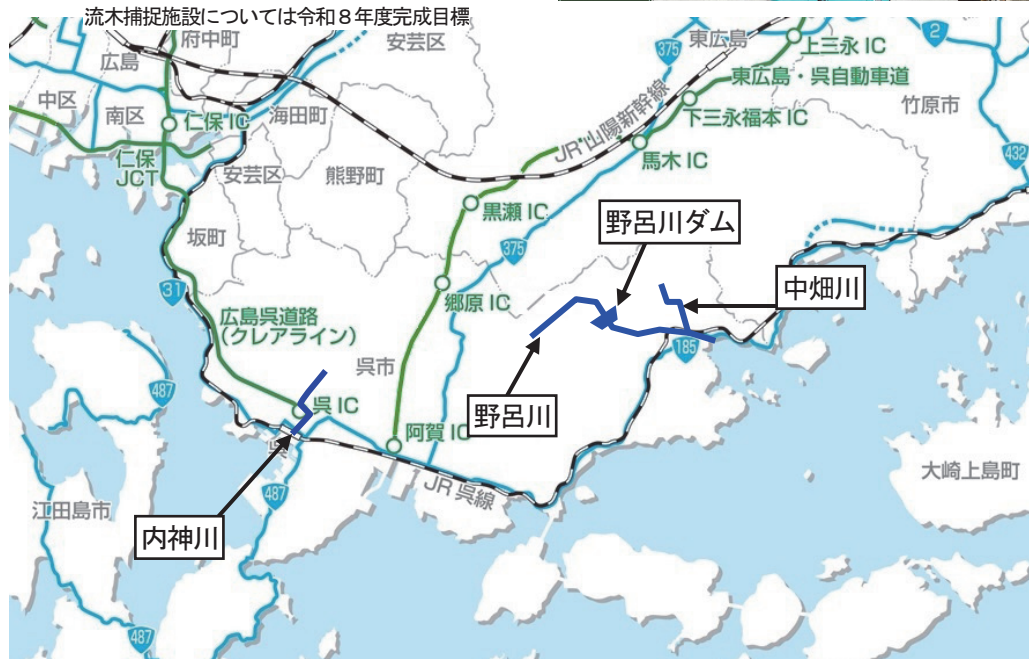 流木捕捉施設については令和８年度完成目標
府中町
安芸区
375
東広島
上三永 IC
2
広島
東広島・呉自動車道
中区
南区
海田町
仁保 IC
下三永福本 IC
竹原市
JR山陽新幹線
馬木 IC
432
仁保
JCT
安芸区
熊野町
黒瀬 IC
野呂川ダム
坂町
375
31
郷原 IC
中畑川
広島呉道路
（クレアライン）
185
呉市
487
呉 IC
野呂川
阿賀 IC
呉
JR 呉線
大崎上島町
487
江田島市
内神川
487